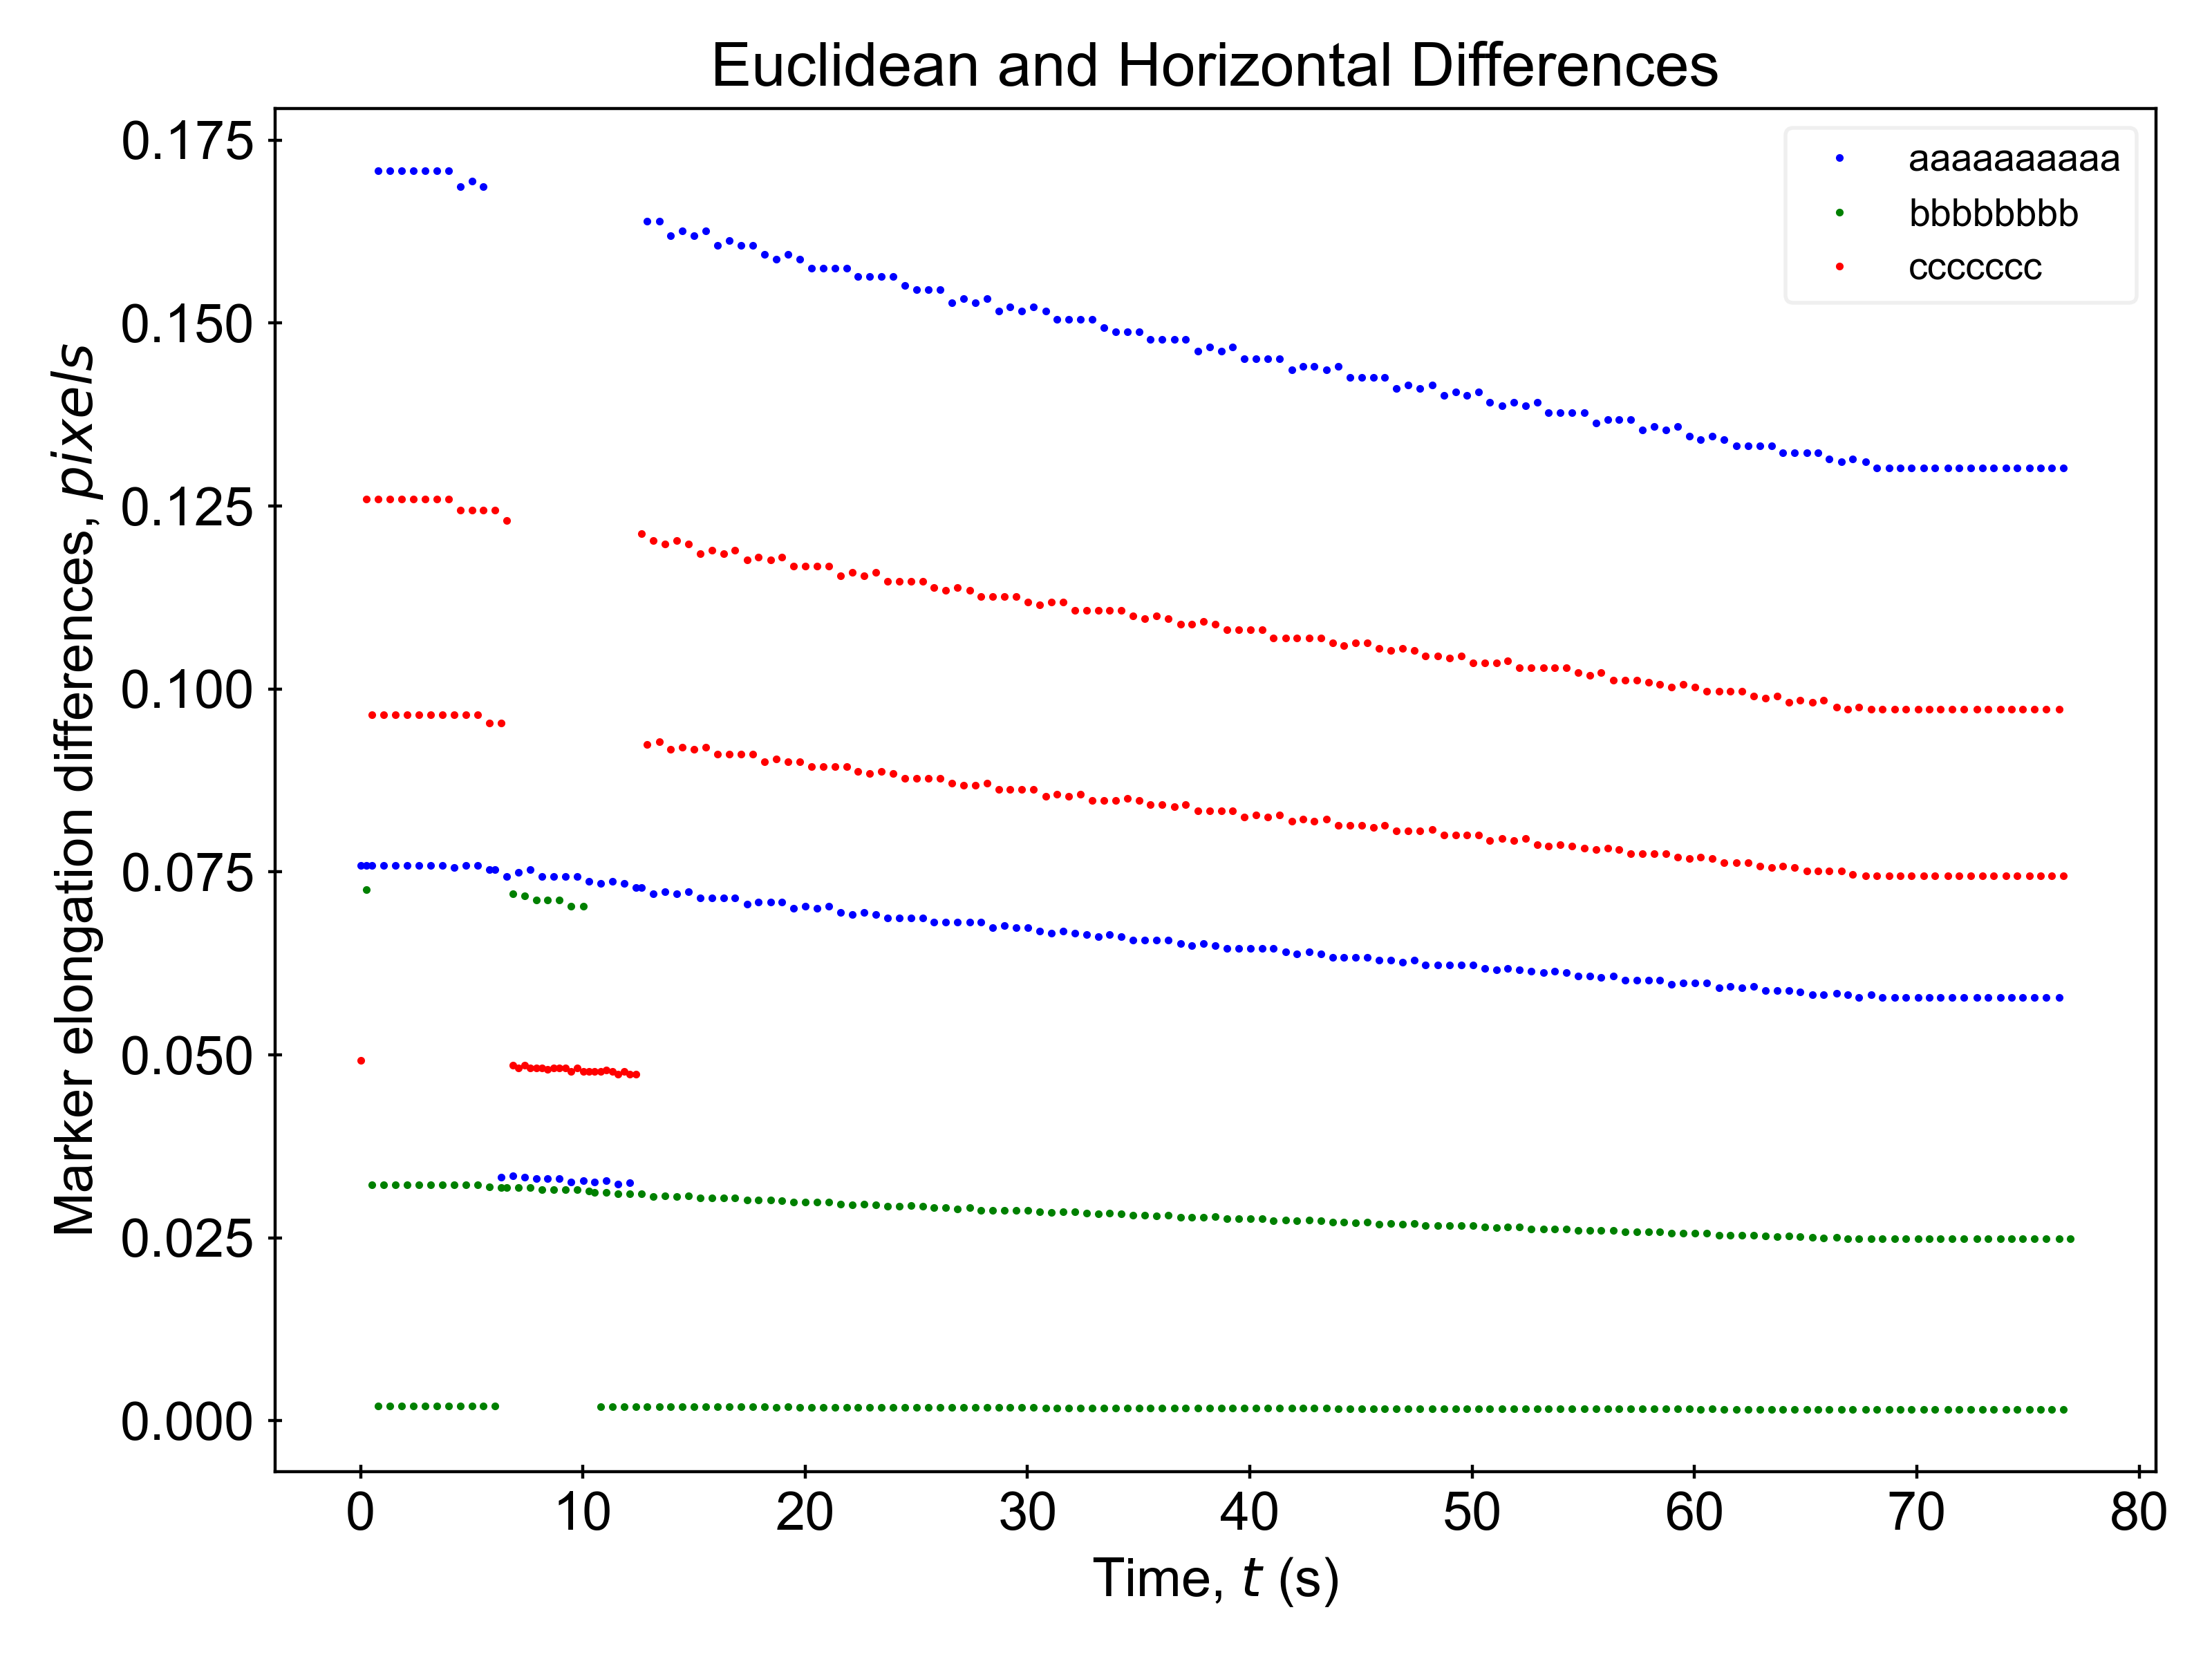 Euclidean and Horizontal Differences
aaaaaaaaaa
bbbbbbbb
ccccccc
Marker elongation differences, pixels
0.175
0.150
0.125
0.100
0.075
0.050
0.025
0.000
0 10 20 30 40 50 60 70 80
Time, t (s)